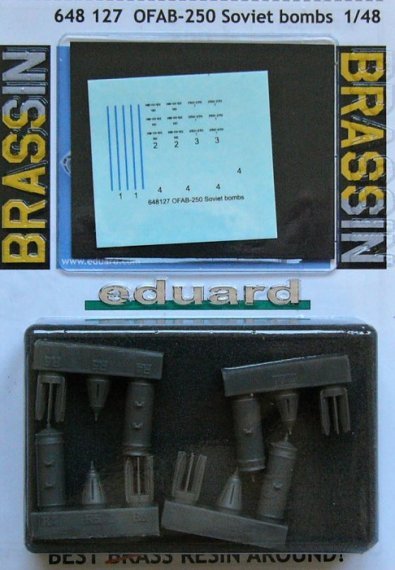 648 127 OFAB-250 Soviet bombs 1/48
BRASSIN
BRASSIN
2 2 3 3
4
1 1 4 4 4
648127 OFAB-250 Soviet bombs
www.eduard.com
eduard
BEST BRASS RESIN AROUND!